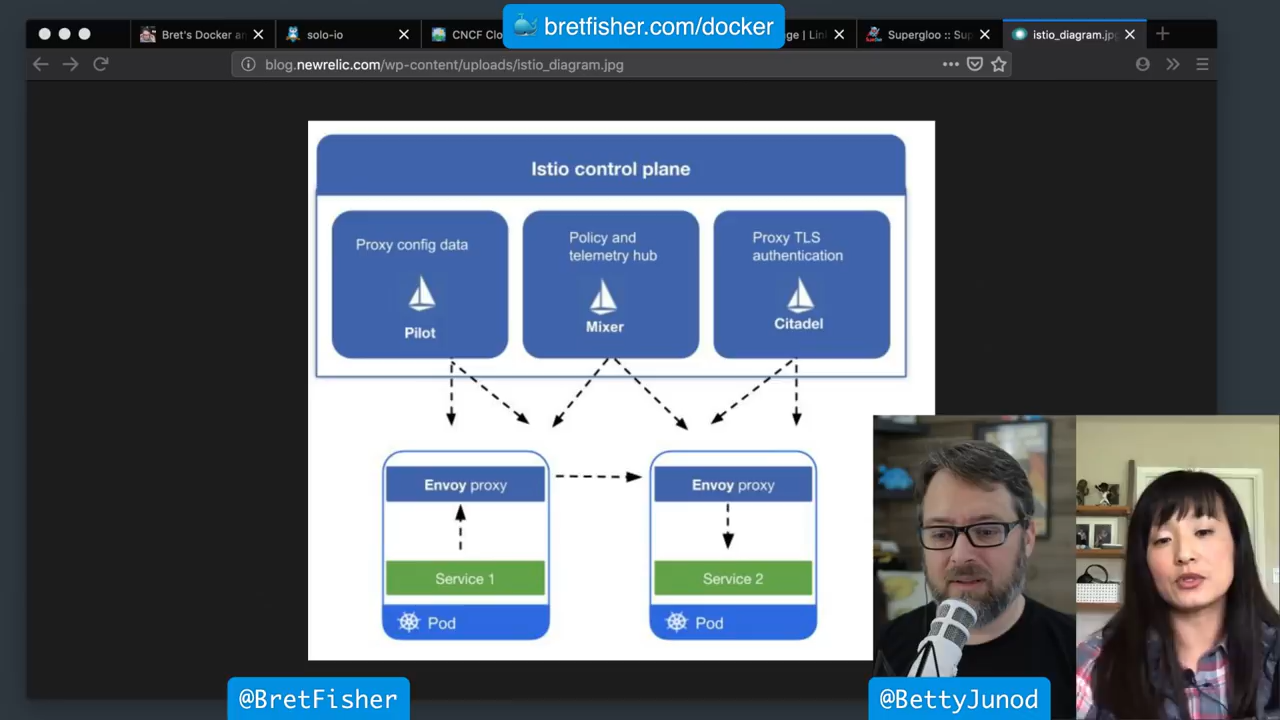 bretfisher.com/docker
Bret's Docker an
solo-io
CNCF Clo
ge | Lin
Supergloo :: Sup
istio_diagram.jpg
blog.newrelic.com/wp-content/uploads/istio_diagram.jpg
Istio control plane
Proxy config data
Pilot
Policy and
telemetry hub
Mixer
Proxy TLS
authentication
Citadel
Envoy proxy
Envoy proxy
Service 1
Service 2
Pod
Pod
@BretFisher
@BettyJunod